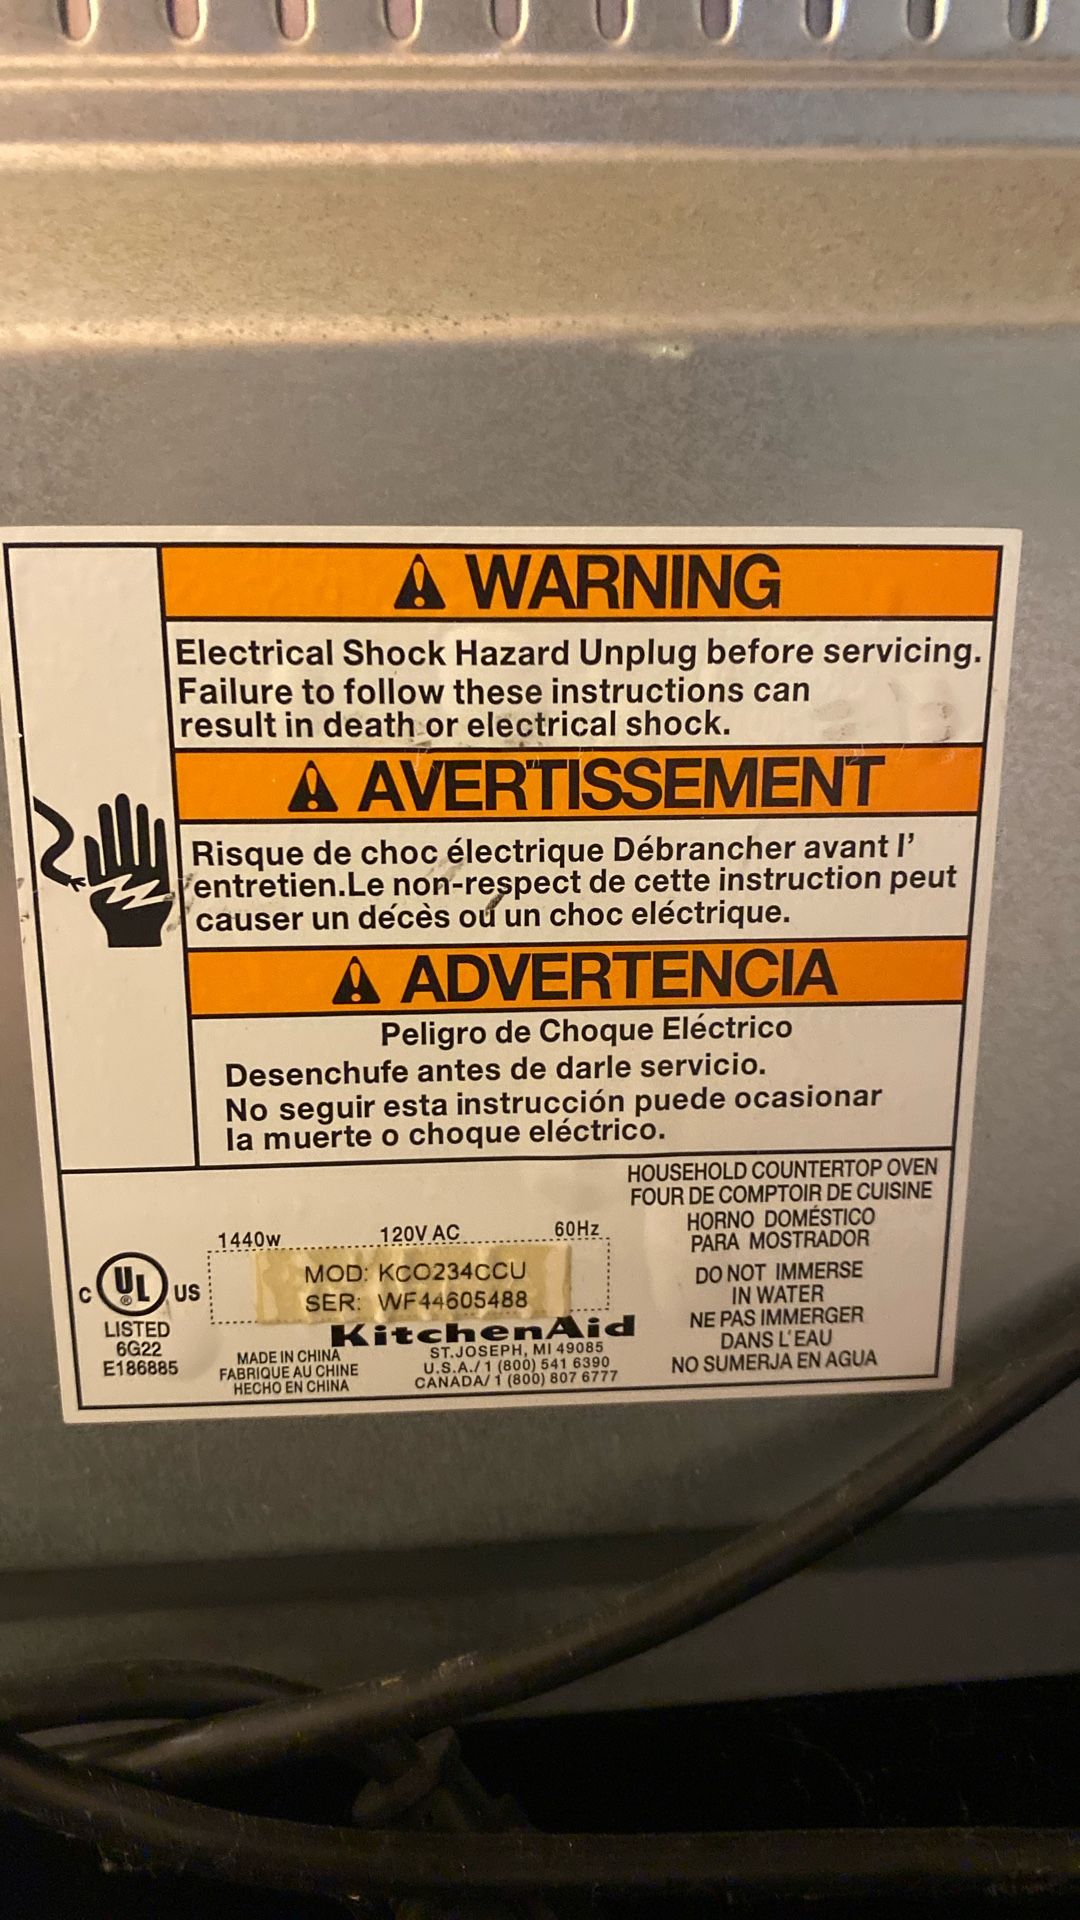 WARNING
Electrical Shock Hazard Unplug before servicing.
Failure to follow these instructions can
result in death or electrical shock.
AVERTISSEMENT
Risque de choc électrique Débrancher avant l'
entretien.Le non-respect de cette instruction peut
causer un décès ou un choc eléctrique.
ADVERTENCIA
Peligro de Choque Eléctrico
Desenchufe antes de darle servicio.
No seguir esta instrucción puede ocasionar
la muerte o choque eléctrico.
HOUSEHOLD COUNTERTOP OVEN
FOUR DE COMPTOIR DE CUISINE
HORNO DOMÉSTICO
PARA MOSTRADOR
DO NOT IMMERSE
IN WATER
NE PAS IMMERGER
DANS L'EAU
NO SUMERJA EN AGUA
1440w 120V AC 60Hz
MOD: KCO234CCU
SER: WF44605488
C UL ® US
LISTED
6G22
E186885
MADE IN CHINA
FABRIQUE AU CHINE
HECHO EN CHINA
KitchenAid
ST.JOSEPH, MI 49085
U.S.A./ 1 (800) 541 6390
CANADA/ 1 (800) 807 6777